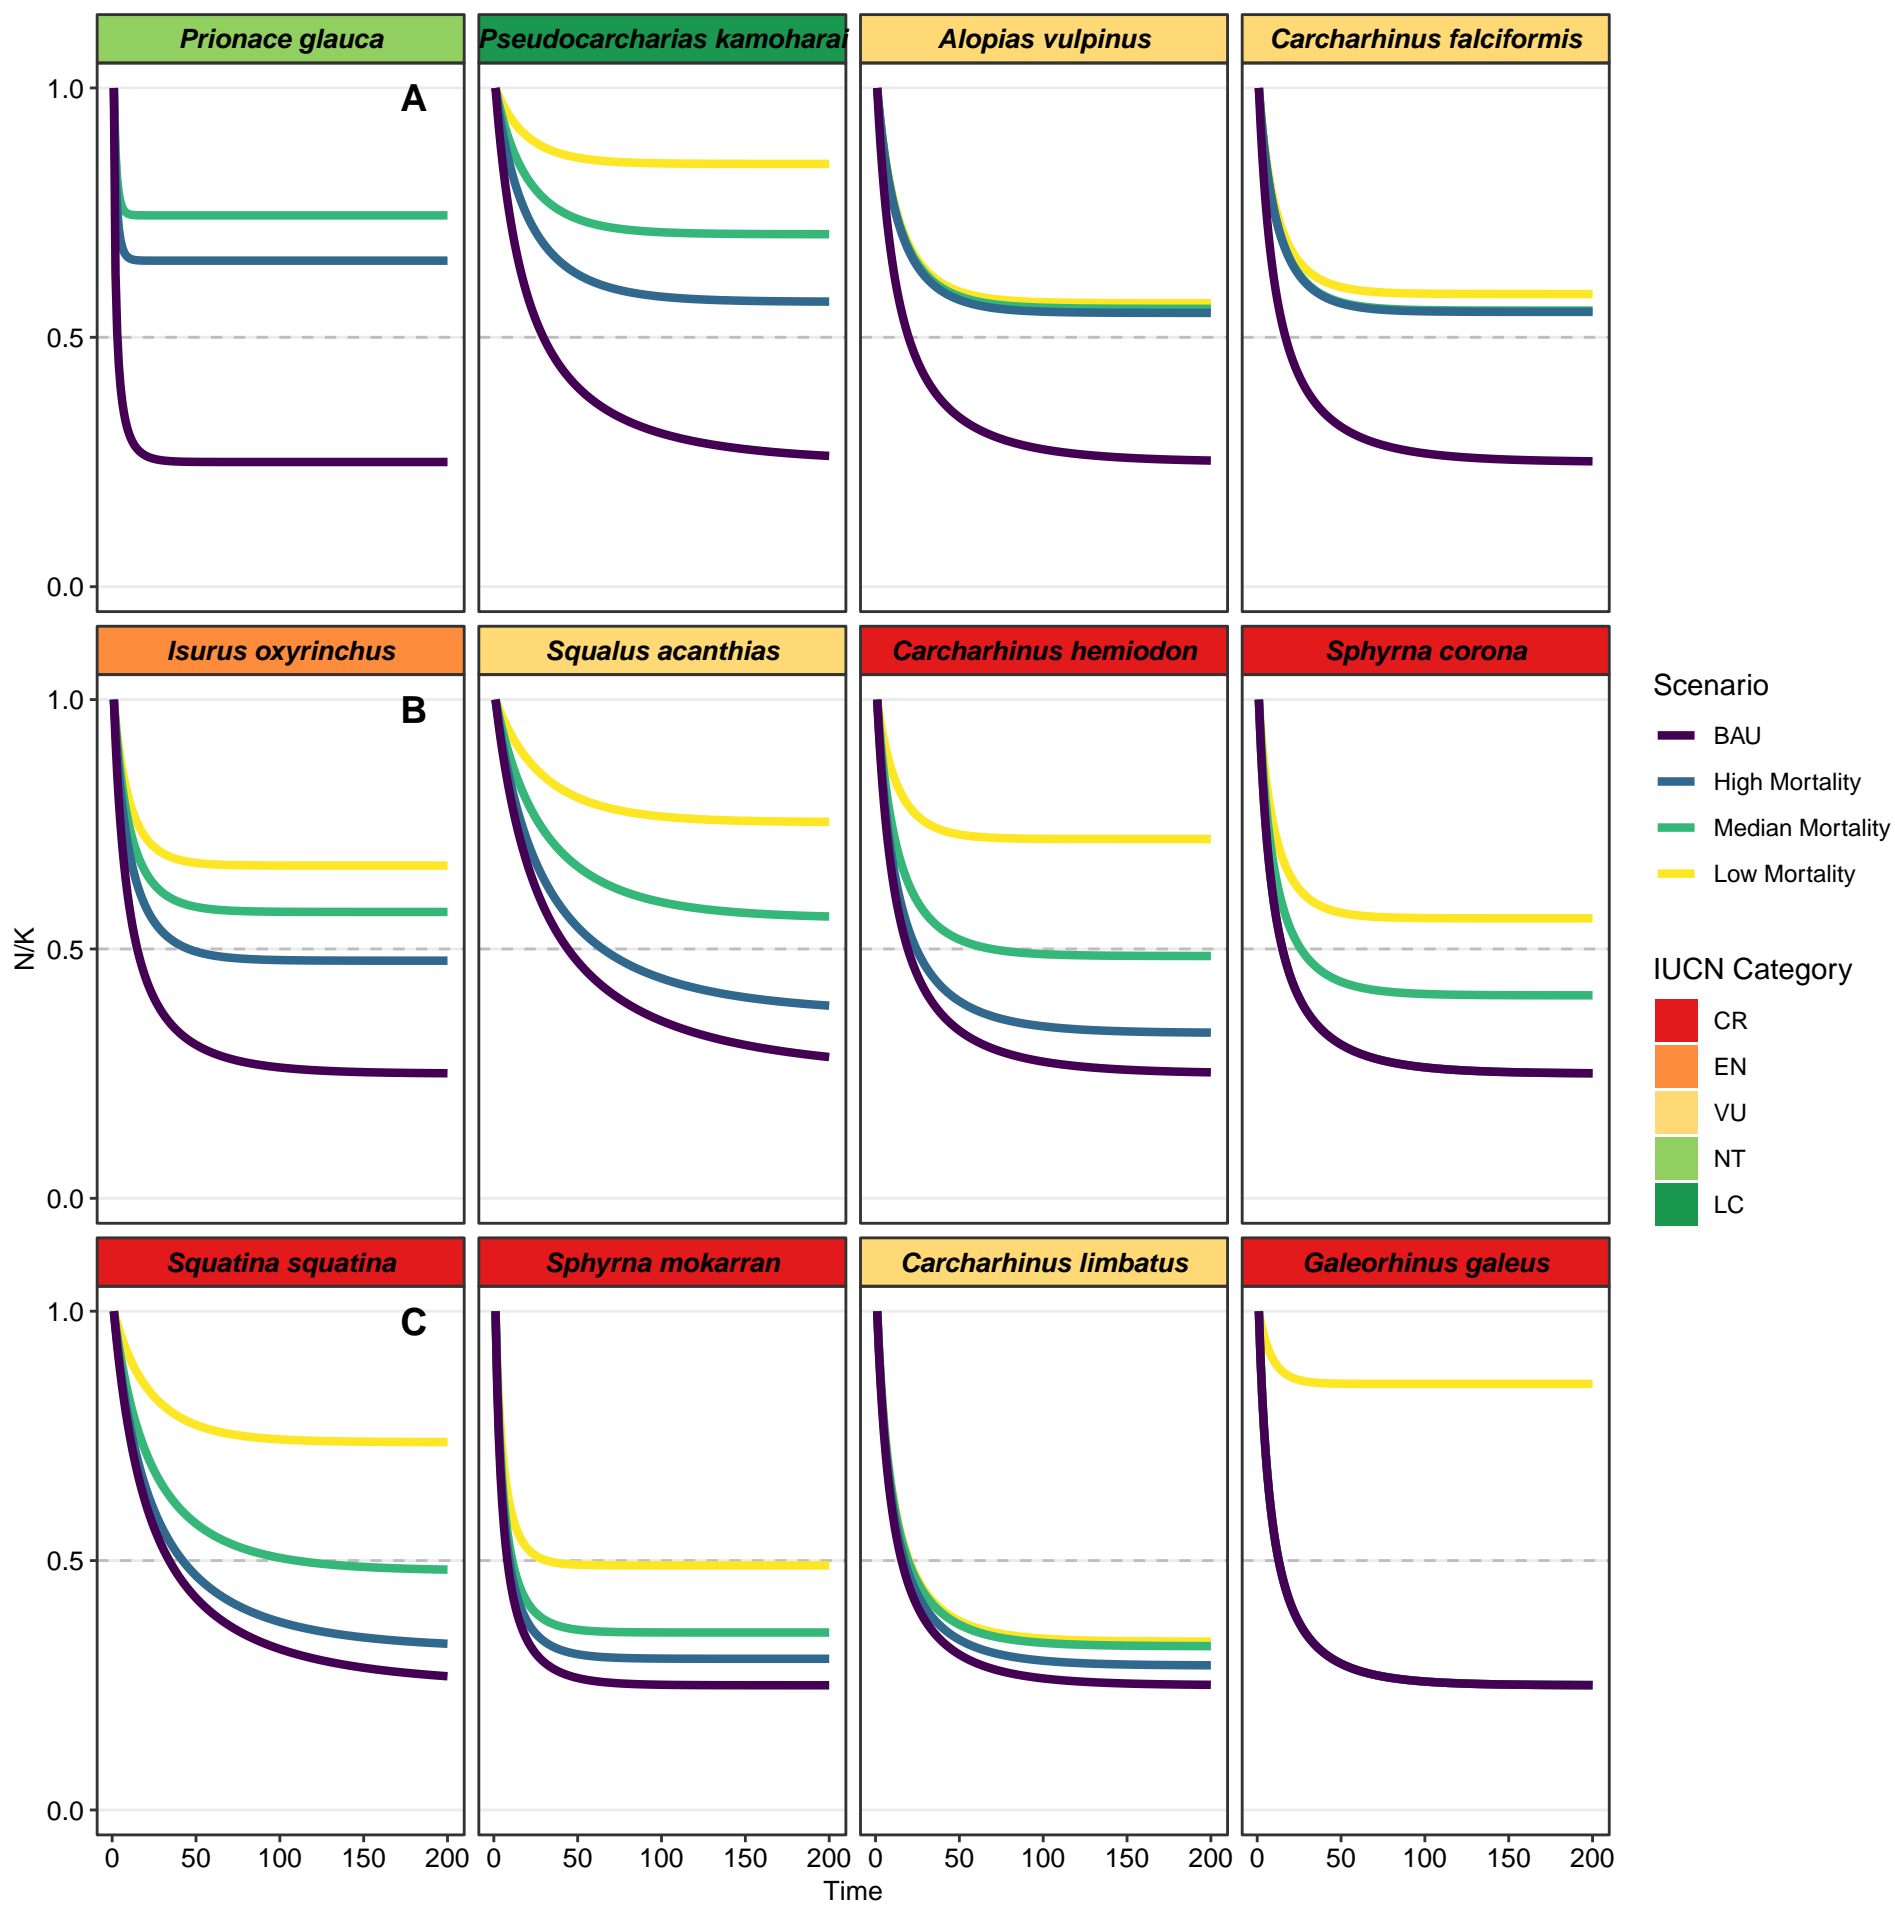 Prionace glauca
Pseudocarcharias kamoharai
Alopias vulpinus
Carcharhinus falciformis
A
1.0
0.5
0.0
Isurus oxyrinchus
Squalus acanthias
Carcharhinus hemiodon
Sphyrna corona
B
1.0
0.5
0.0
N/K
Squatina squatina
Sphyrna mokarran
Carcharhinus limbatus
Galeorhinus galeus
C
1.0
0.5
0.0
0 50 100 150 200
0 50 100 150 200
0 50 100 150 200
0 50 100 150 200
Time
Scenario
BAU
High Mortality
Median Mortality
Low Mortality
IUCN Category
CR
EN
VU
NT
LC